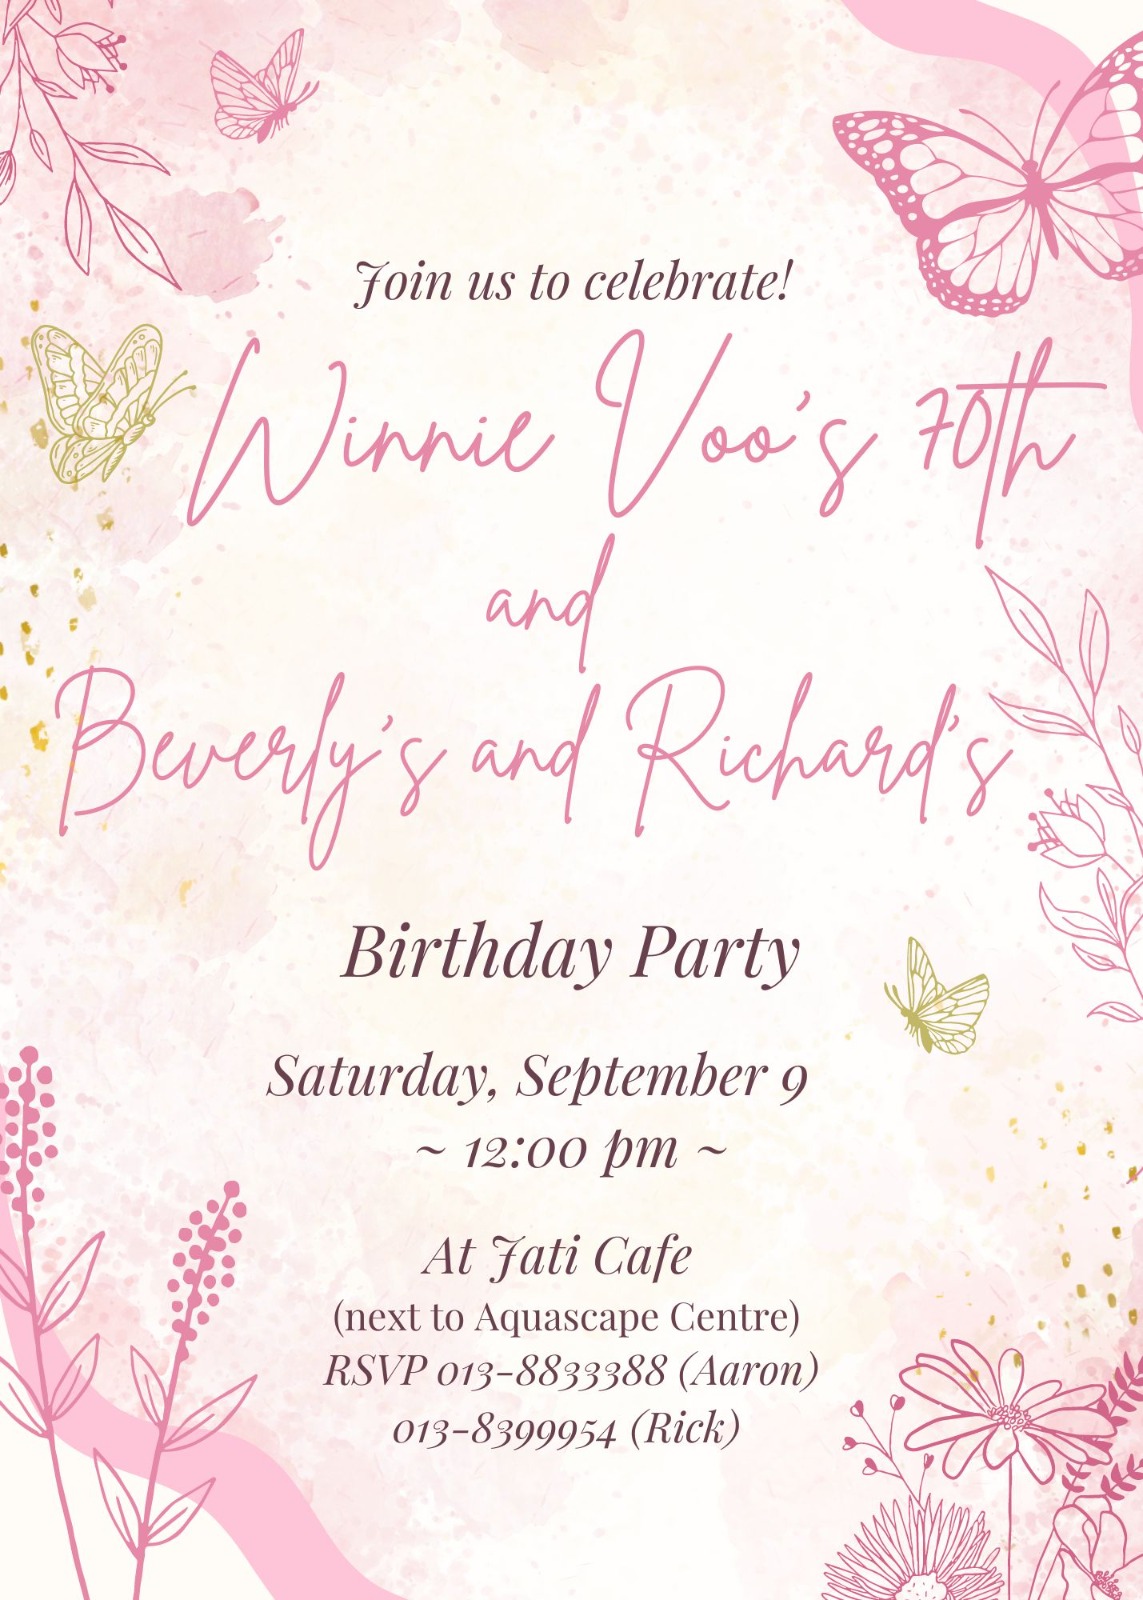 Join us to celebrate!
Winnie Voo's 70th
and
Beverly's and Richard's
Birthday Party
Saturday, September 9
~ 12:00 pm ~
At Jati Cafe
(next to Aquascape Centre)
RSVP 013-8833388 (Aaron)
013-8399954 (Rick)